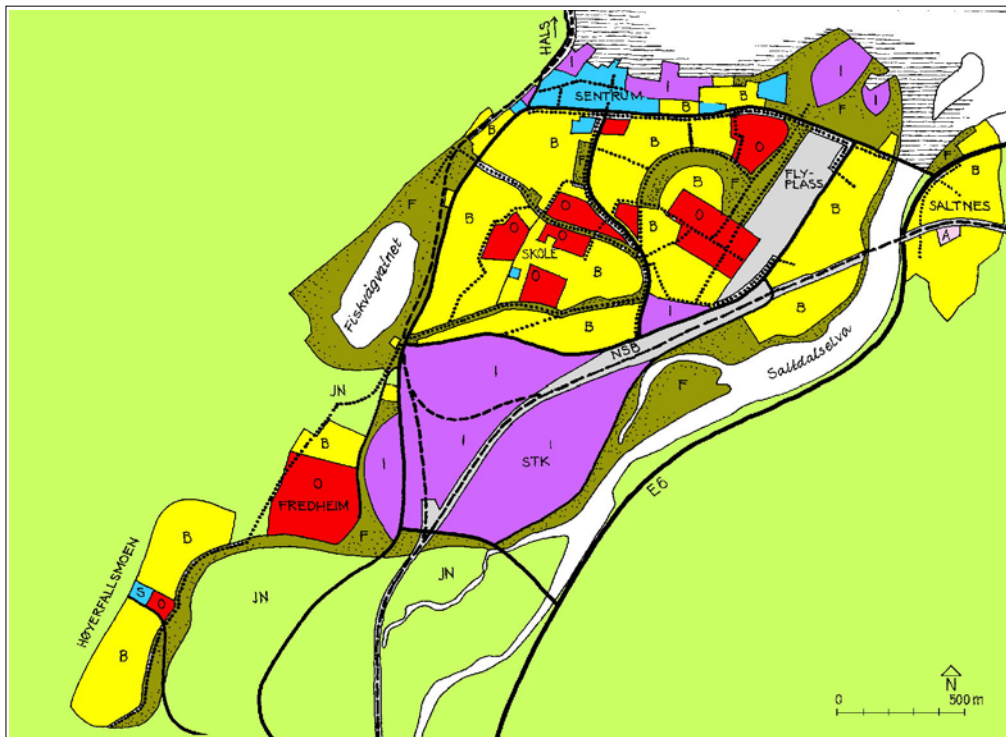 HALS
I
I
I
I
SENTRUM
B
B
F
B
B
O
B
O
F
FLY-
PLASS
B
F
B
SALTNES
A
F
B
O
B
O
B
O
SKOLE
O
B
Fiskvågvatnet
B
I
B
NSB
Saltdalselva
I
F
JN
B
O
FREDHEIM
I
I
STK
E6
F
B
HØYERFALLSMOEN
S
O
JN
JN
B
N
0
500 m